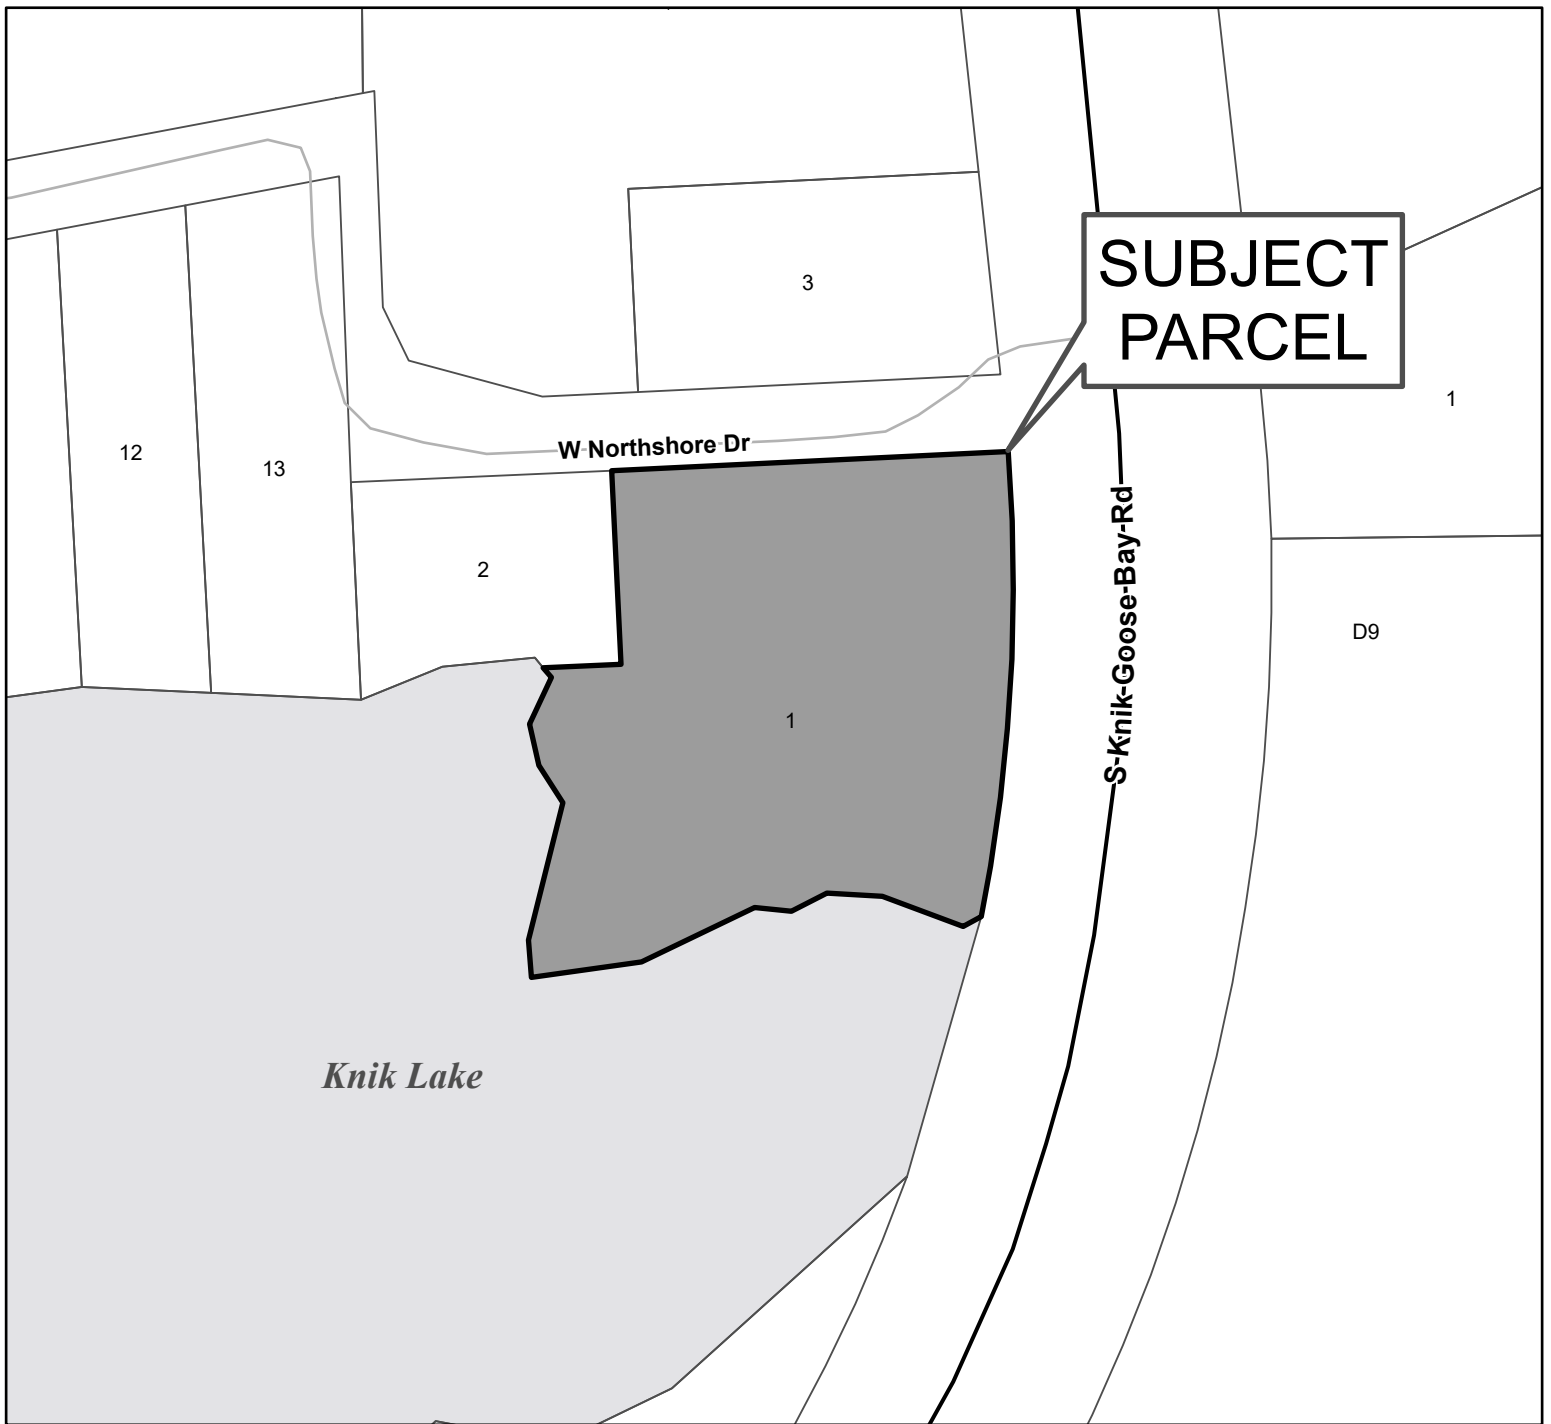 SUBJECT
PARCEL
3
1
W Northshore Dr
12
13
2
S-Knik-Goose-Bay-Rd
D9
1
Knik Lake